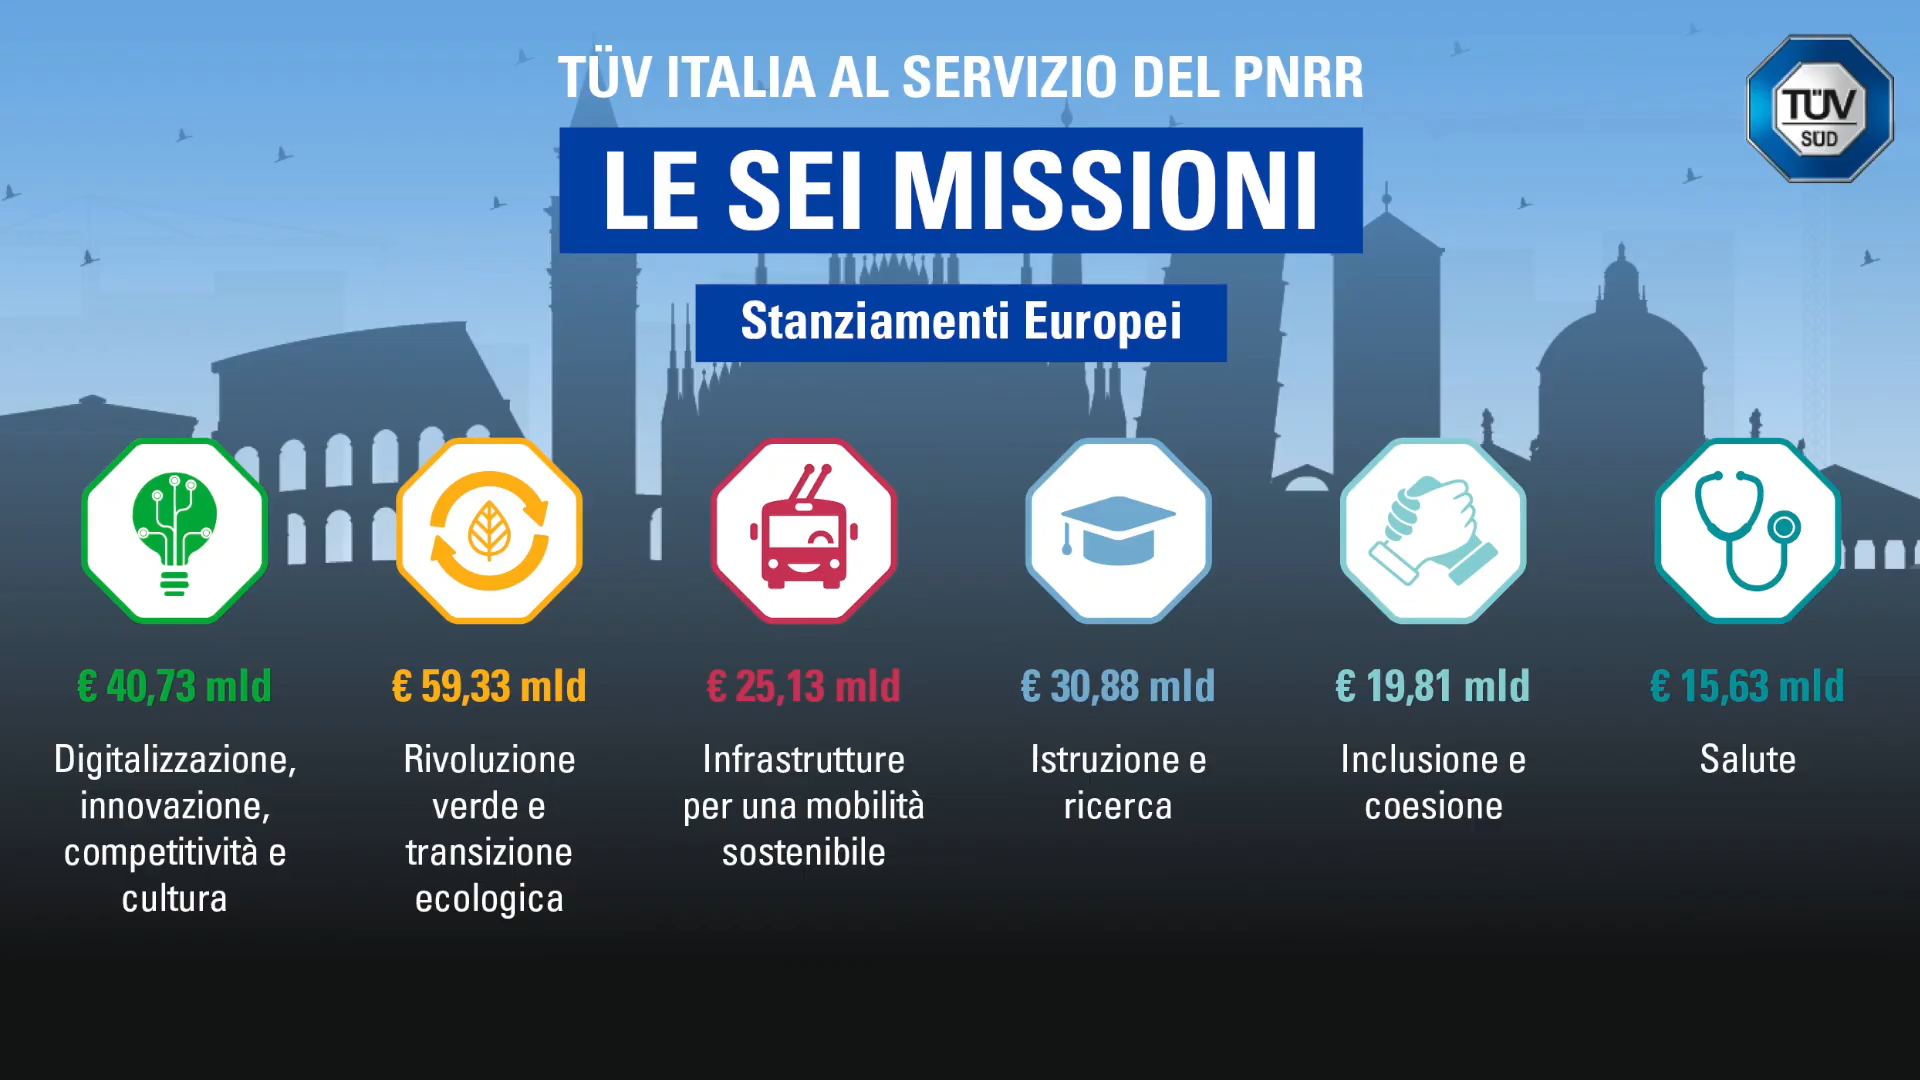 TÜV ITALIA AL SERVIZIO DEL PNRR
LE SEI MISSIONI
Stanziamenti Europei
TÜV
SÜD
€ 40,73 mld
Digitalizzazione,
innovazione,
competitività e
cultura
€ 59,33 mld
Rivoluzione
verde e
transizione
ecologica
€ 25,13 mld
Infrastrutture
per una mobilità
sostenibile
€ 30,88 mld
Istruzione e
ricerca
€ 19,81 mld
Inclusione e
coesione
€ 15,63 mld
Salute